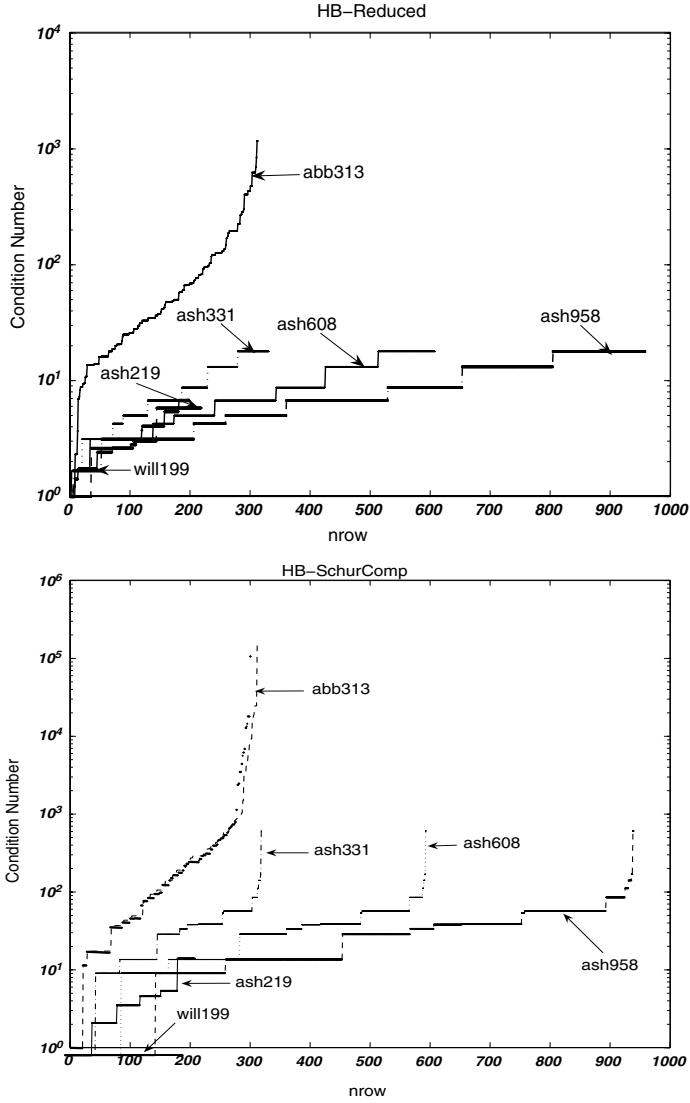 HB−Reduced
10^4
10^3
10^2
10^1
10^0
Condition Number
abb313
ash331
ash608
ash958
ash219
will199
0 100 200 300 400 500 600 700 800 900 1000
nrow
HB−SchurComp
10^6
10^5
10^4
10^3
10^2
10^1
10^0
Condition Number
abb313
ash331
ash608
ash958
ash219
will199
0 100 200 300 400 500 600 700 800 900 1000
nrow